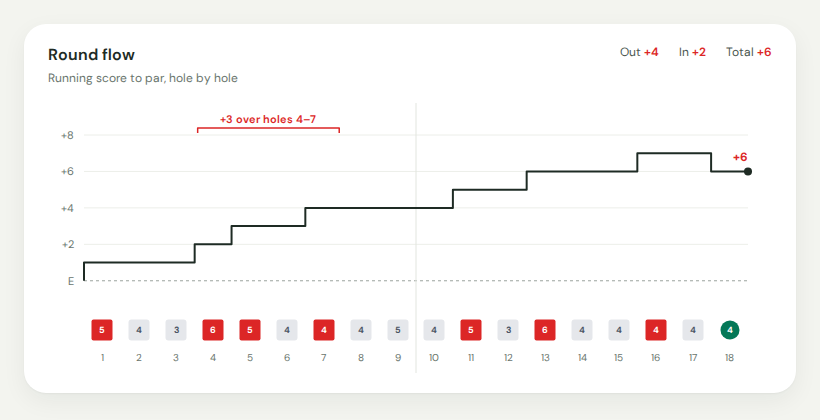 Round flow
Out +4 In +2 Total +6
Running score to par, hole by hole
+3 over holes 4–7
+8
+6
+6
+4
+2
E
5 4 3 6 5 4 4 4 5 4 5 3 6 4 4 4 4 4
1 2 3 4 5 6 7 8 9 10 11 12 13 14 15 16 17 18